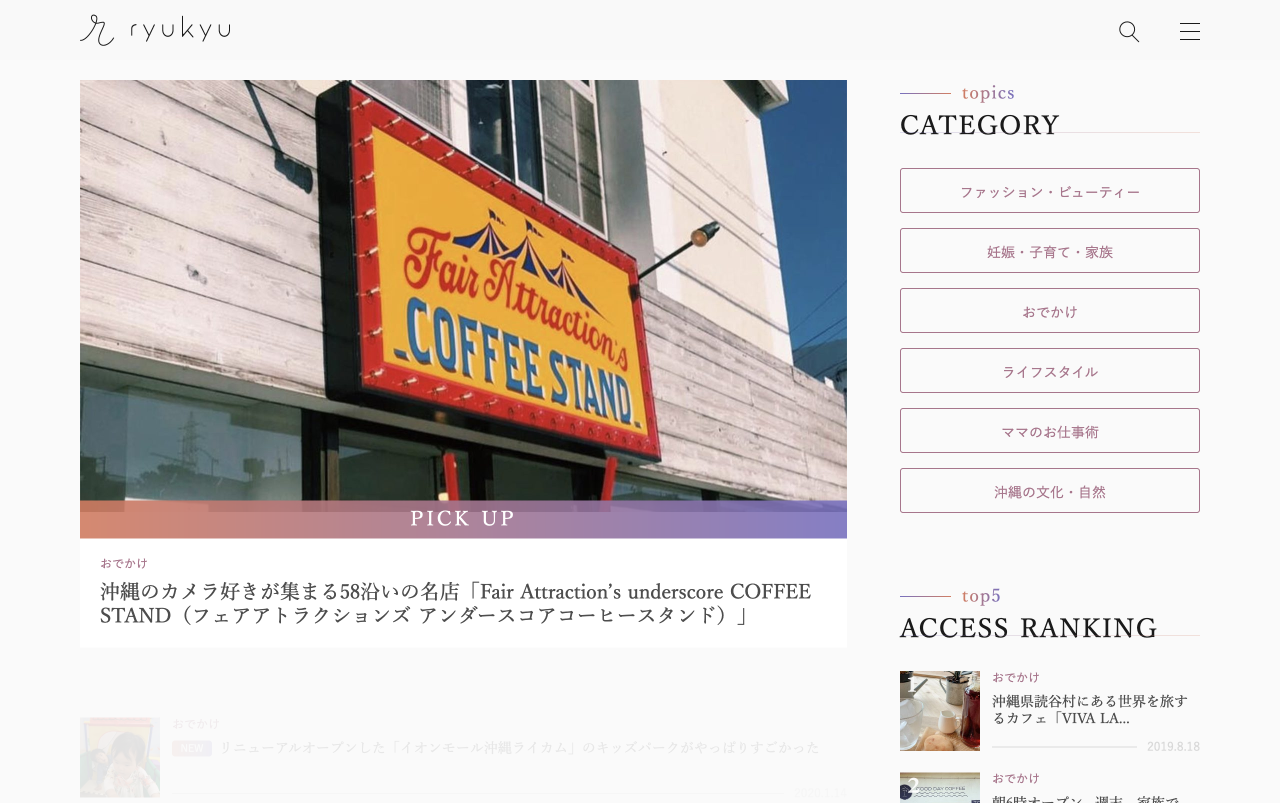 ryukyu
Fair Attraction's
_COFFEE STAND_
PICK UP
おでかけ
沖縄のカメラ好きが集まる58沿いの名店「Fair Attraction’s underscore COFFEE
STAND（フェアアトラクションズ アンダースコアコーヒースタンド）」
おでかけ
NEW リニューアルオープンした「イオンモール沖縄ライカム」のキッズパークがやっぱりすごかった
topics
CATEGORY
ファッション・ビューティー
妊娠・子育て・家族
おでかけ
ライフスタイル
ママのお仕事術
沖縄の文化・自然
top5
ACCESS RANKING
1
おでかけ
沖縄県読谷村にある世界を旅す
るカフェ「VIVA LA...
2019.8.18
2
GOOD DAY COFFEE
おでかけ
朝6時オープン。週末、家族で